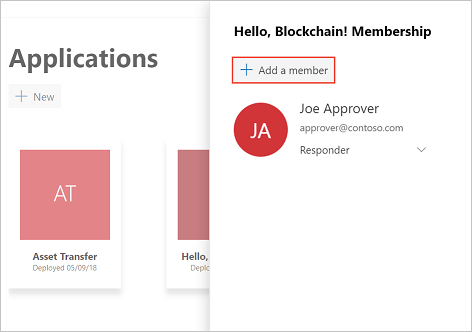 Applications
+ New
AT
Asset Transfer
Deployed 05/09/18
Hello,
Deploy
Hello, Blockchain! Membership
+ Add a member
JA
Joe Approver
approver@contoso.com
Responder